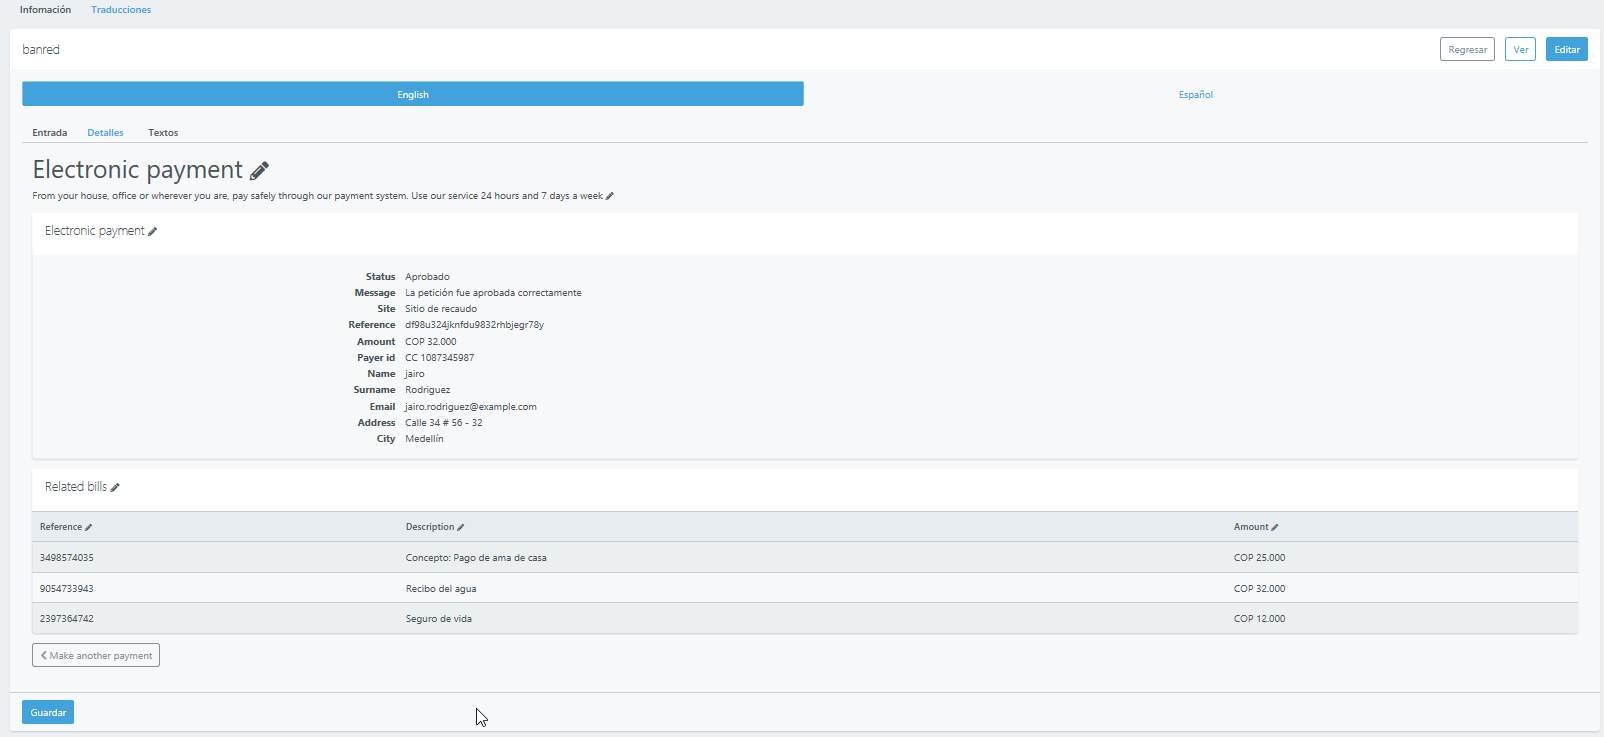 Infomación Traducciones
banred Regresar Ver Editar
English Español
Entrada Detalles Textos
Electronic payment
From your house, office or wherever you are, pay safely through our payment system. Use our service 24 hours and 7 days a week
Electronic payment
Status Aprobado
Message La petición fue aprobada correctamente
Site Sitio de recaudo
Reference df98u324jknfdu9832rhbjegr78y
Amount COP 32.000
Payer id CC 1087345987
Name jairo
Surname Rodriguez
Email jairo.rodriguez@example.com
Address Calle 34 # 56 - 32
City Medellín
Related bills
Reference Description Amount
3498574035 Concepto: Pago de ama de casa COP 25.000
9054733943 Recibo del agua COP 32.000
2397364742 Seguro de vida COP 12.000
Make another payment
Guardar